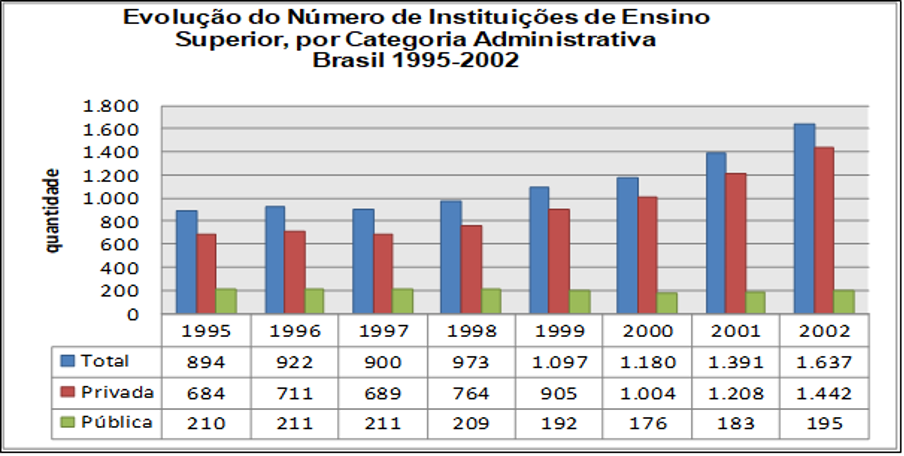 Evolução do Número de Instituições de Ensino
Superior, por Categoria Administrativa
Brasil 1995-2002
quantidade
1.800
1.600
1.400
1.200
1.000
800
600
400
200
0
1995 1996 1997 1998 1999 2000 2001 2002
Total 894 922 900 973 1.097 1.180 1.391 1.637
Privada 684 711 689 764 905 1.004 1.208 1.442
Pública 210 211 211 209 192 176 183 195